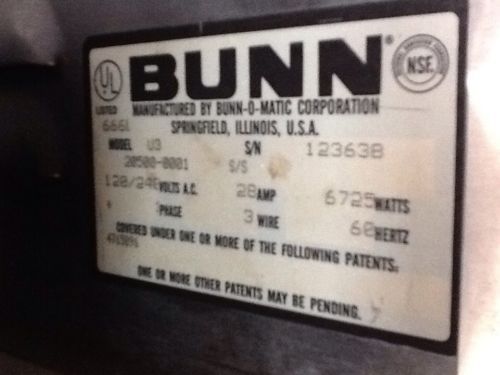 UL
BUNN®
NSF
LISTED
6661
MANUFACTURED BY BUNN-O-MATIC CORPORATION
SPRINGFIELD, ILLINOIS, U.S.A.
MODEL U3 S/N 123638
20500-0001 S/S
120/240 VOLTS A.C. 28 AMP 6725 WATTS
1 PHASE 3 WIRE 60 HERTZ
COVERED UNDER ONE OR MORE OF THE FOLLOWING PATENTS:
ONE OR MORE OTHER PATENTS MAY BE PENDING.